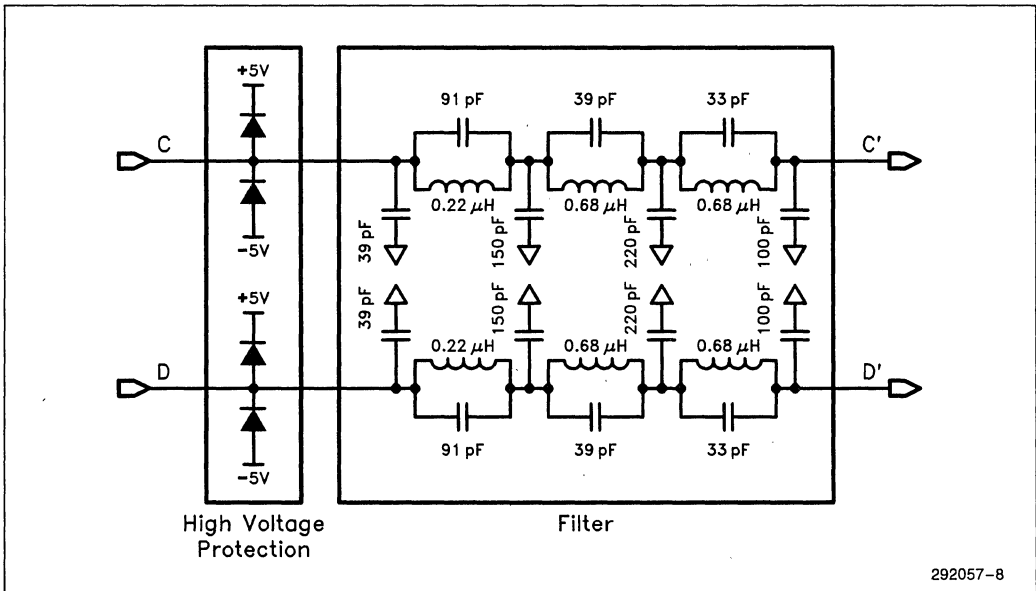 +5V
91 pF
39 pF
33 pF
C
C'
0.22 μH
0.68 μH
0.68 μH
39 pF
150 pF
220 pF
100 pF
-5V
+5V
39 pF
150 pF
220 pF
100 pF
0.22 μH
0.68 μH
0.68 μH
D
D'
91 pF
39 pF
33 pF
-5V
High Voltage
Protection
Filter
292057-8